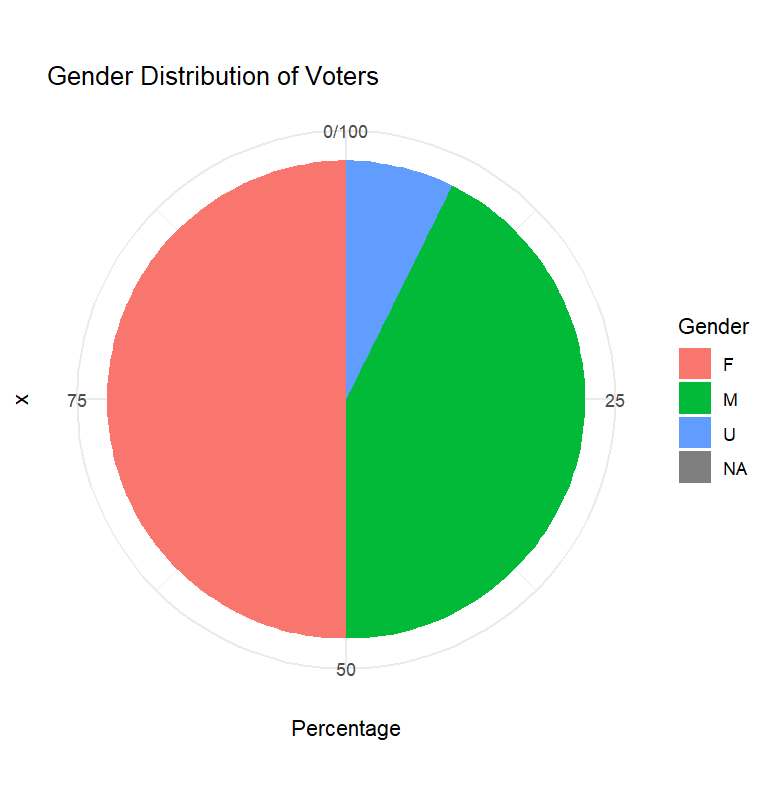 Gender Distribution of Voters
0/100
25
50
75
x
Percentage
Gender
F
M
U
NA